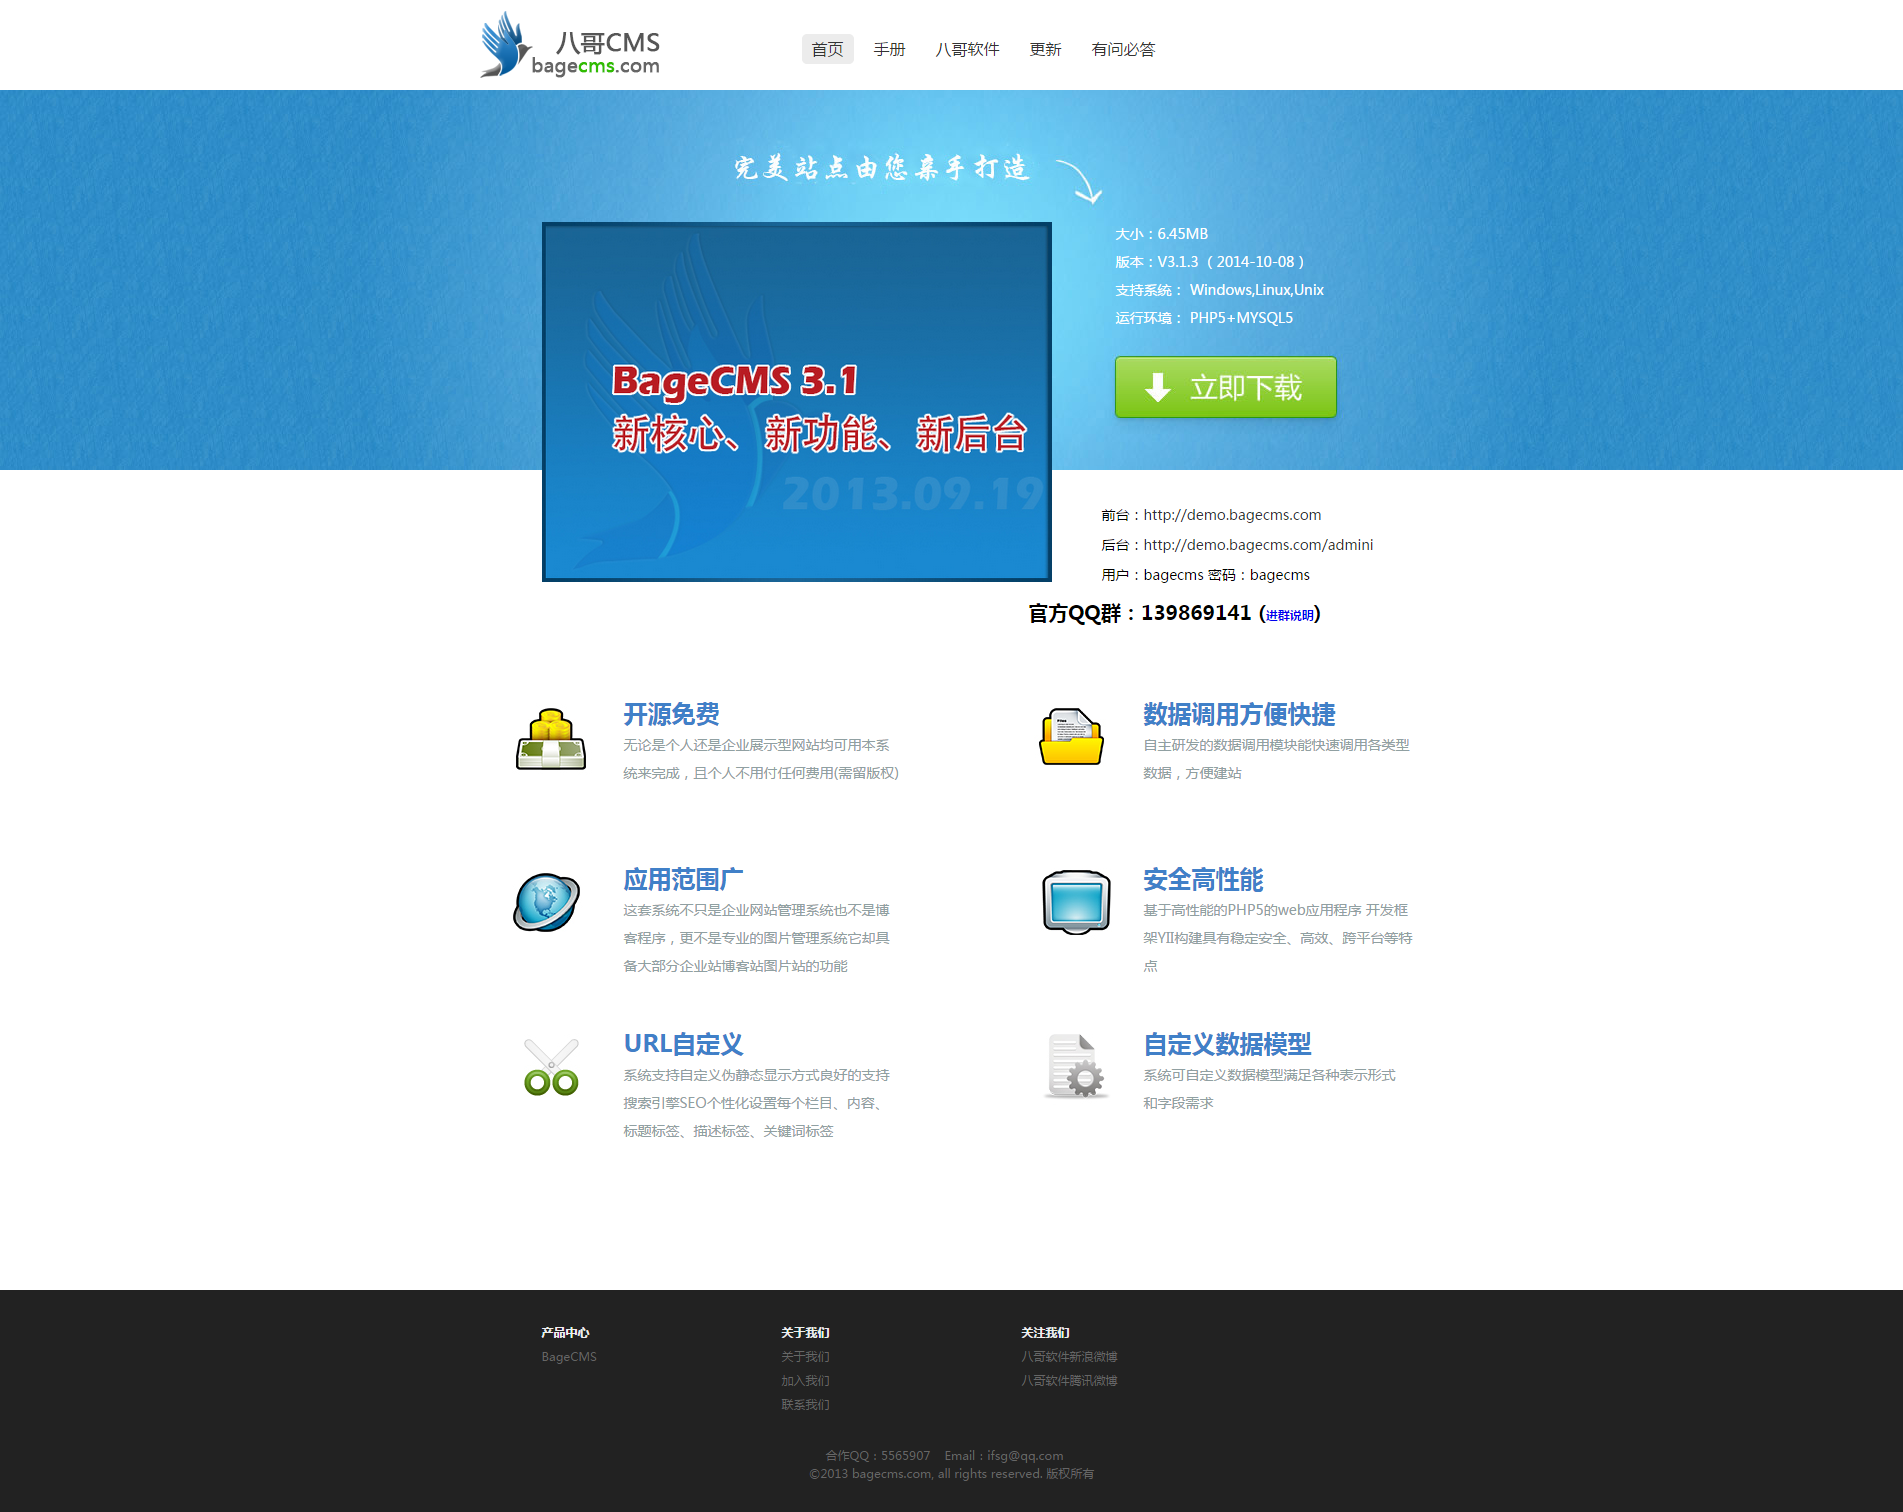 八哥CMS
bagecms.com
首页 手册 八哥软件 更新 有问必答
完美站点由您亲手打造
大小：6.45MB
版本：V3.1.3 （ 2014-10-08 ）
支持系统： Windows,Linux,Unix
运行环境： PHP5+MYSQL5
立即下载
BageCMS 3.1
新核心、新功能、新后台
2013.09.19
前台：http://demo.bagecms.com
后台：http://demo.bagecms.com/admini
用户：bagecms 密码：bagecms
官方QQ群：139869141 (进群说明)
开源免费
无论是个人还是企业展示型网站均可用本系
统来完成，且个人不用付任何费用(需留版权)
数据调用方便快捷
自主研发的数据调用模块能快速调用各类型
数据，方便建站
应用范围广
这套系统不只是企业网站管理系统也不是博
客程序，更不是专业的图片管理系统它却具
备大部分企业站博客站图片站的功能
安全高性能
基于高性能的PHP5的web应用程序 开发框
架YII构建具有稳定安全、高效、跨平台等特
点
URL自定义
系统支持自定义伪静态显示方式良好的支持
搜索引擎SEO个性化设置每个栏目、内容、
标题标签、描述标签、关键词标签
自定义数据模型
系统可自定义数据模型满足各种表示形式
和字段需求
产品中心
BageCMS
关于我们
关于我们
加入我们
联系我们
关注我们
八哥软件新浪微博
八哥软件腾讯微博
合作QQ：5565907 Email：ifsg@qq.com
©2013 bagecms.com, all rights reserved. 版权所有